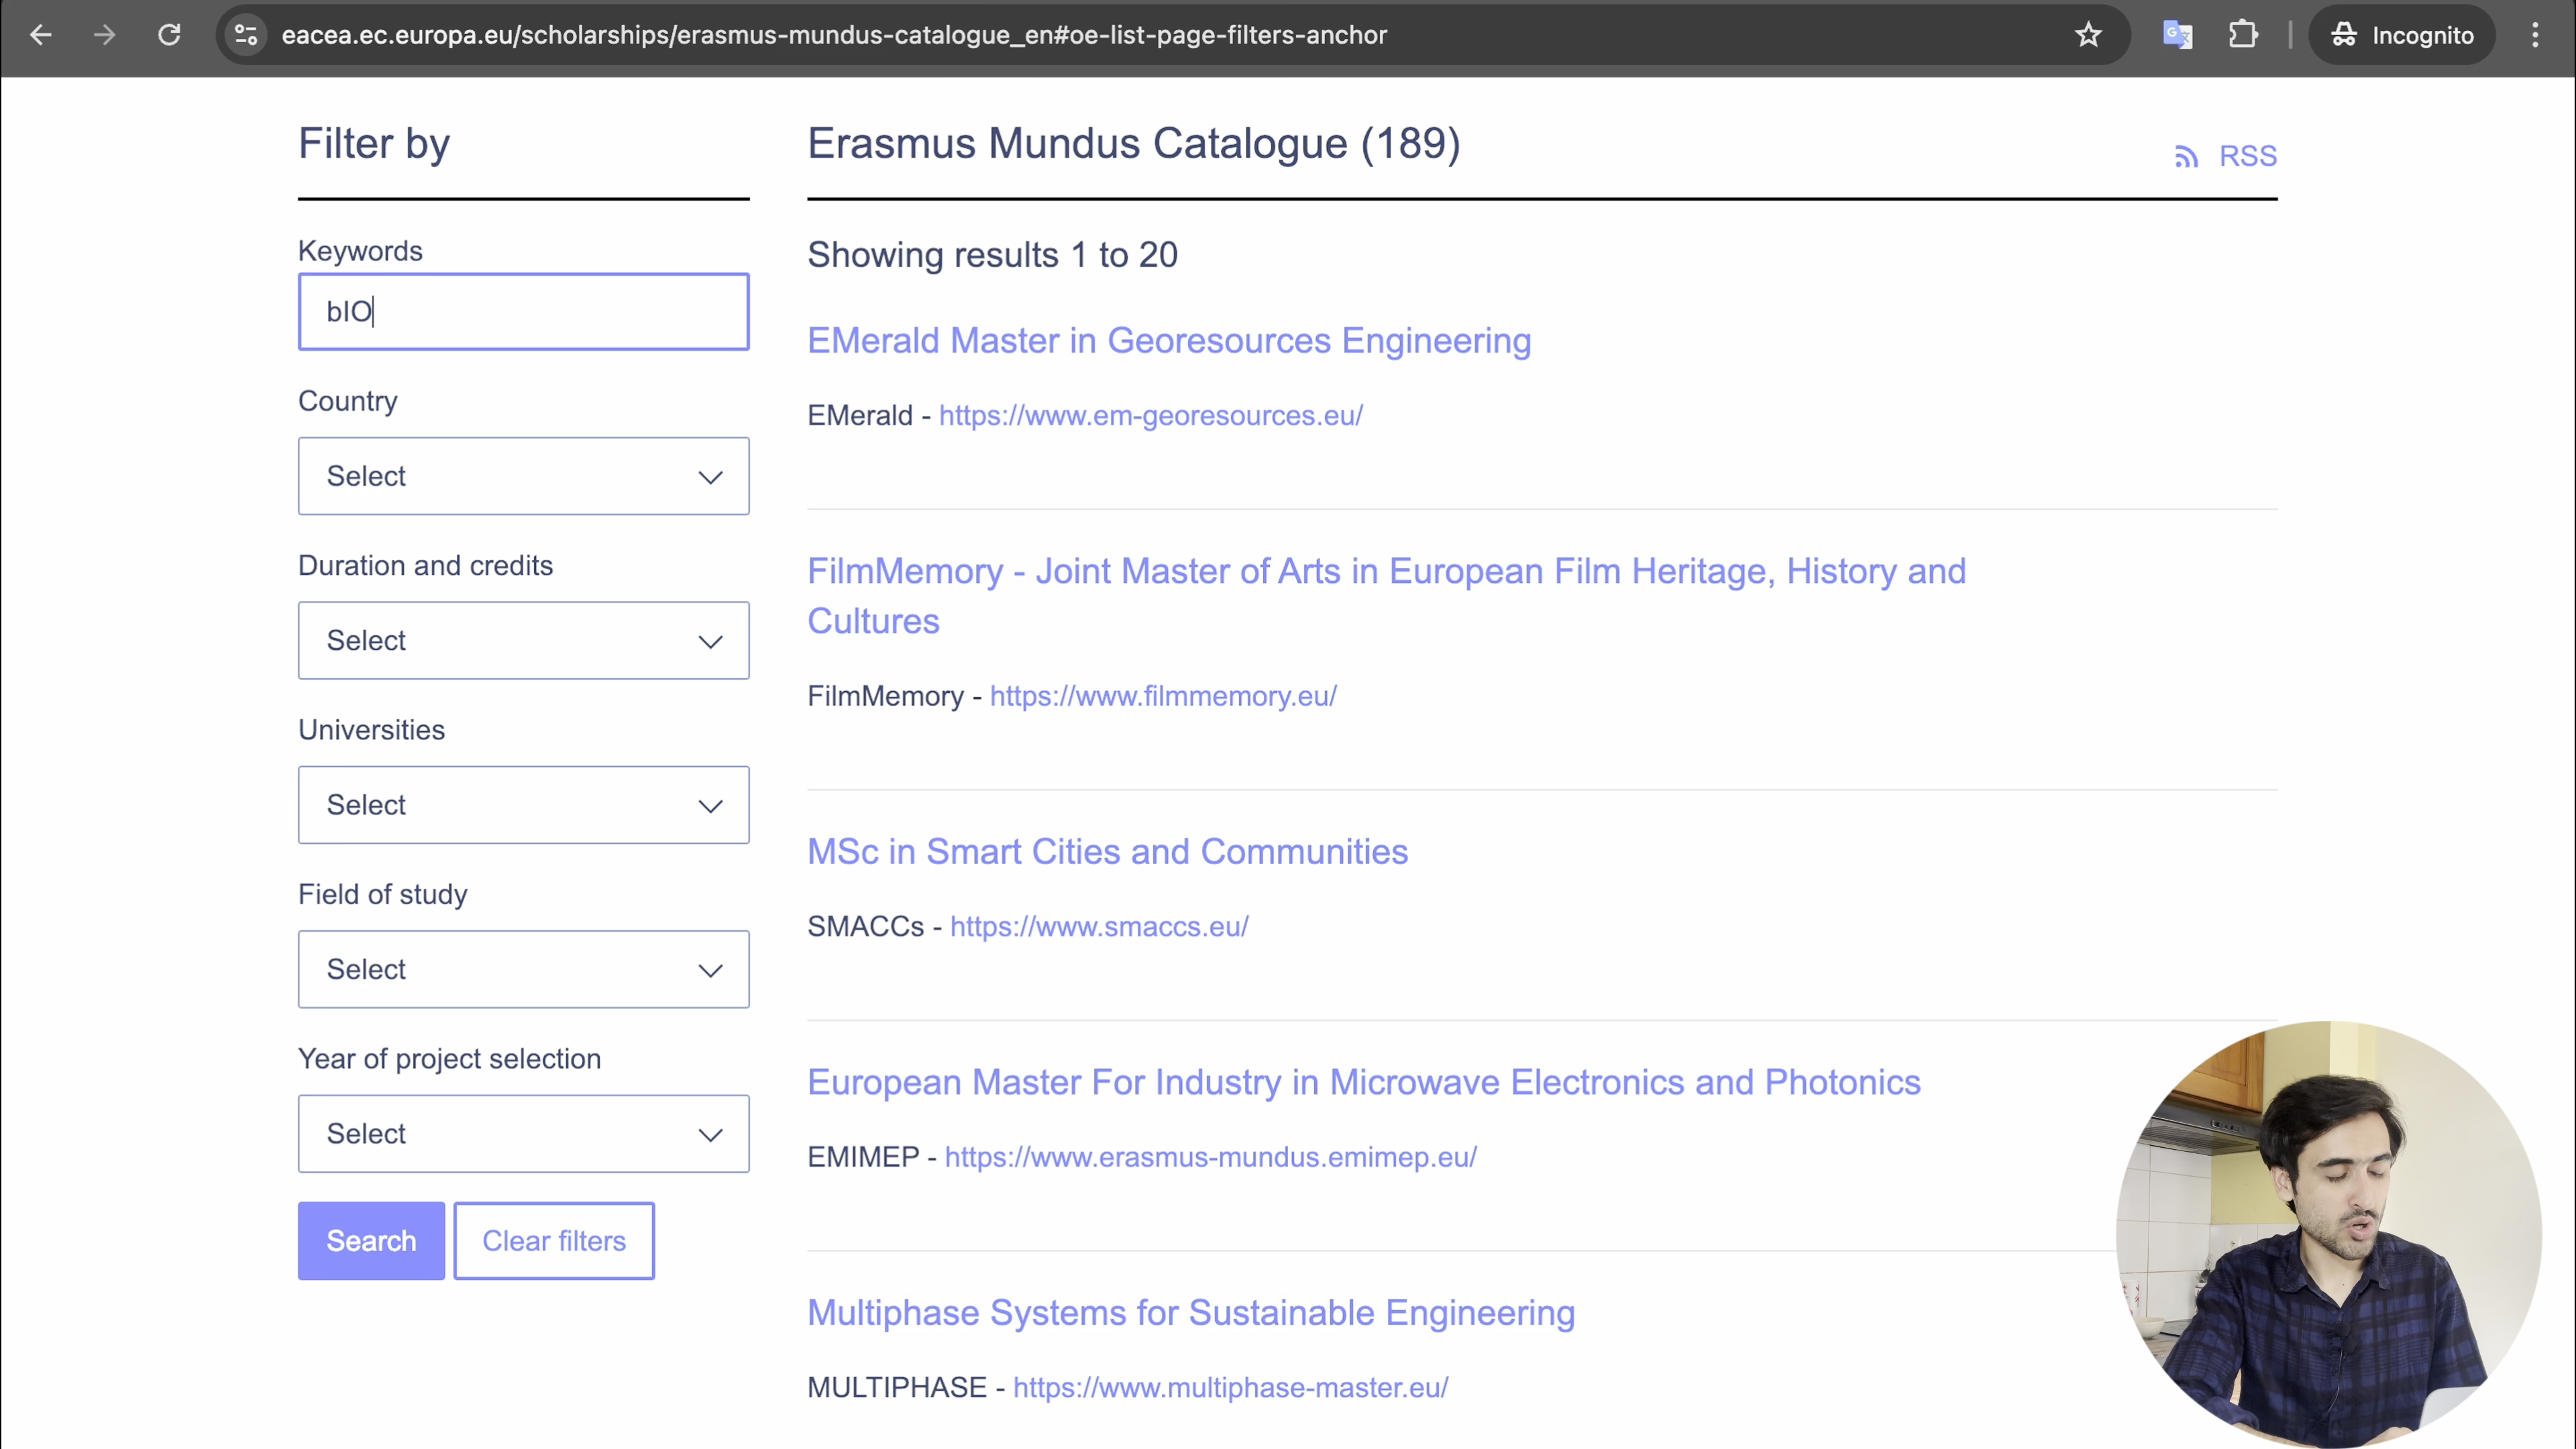 eacea.ec.europa.eu/scholarships/erasmus-mundus-catalogue_en#oe-list-page-filters-anchor
Incognito
Filter by
Keywords
bIO
Country
Select
Duration and credits
Select
Universities
Select
Field of study
Select
Year of project selection
Select
Search
Clear filters
Erasmus Mundus Catalogue (189)
RSS
Showing results 1 to 20
EMerald Master in Georesources Engineering
EMerald - https://www.em-georesources.eu/
FilmMemory - Joint Master of Arts in European Film Heritage, History and
Cultures
FilmMemory - https://www.filmmemory.eu/
MSc in Smart Cities and Communities
SMACCs - https://www.smaccs.eu/
European Master For Industry in Microwave Electronics and Photonics
EMIMEP - https://www.erasmus-mundus.emimep.eu/
Multiphase Systems for Sustainable Engineering
MULTIPHASE - https://www.multiphase-master.eu/